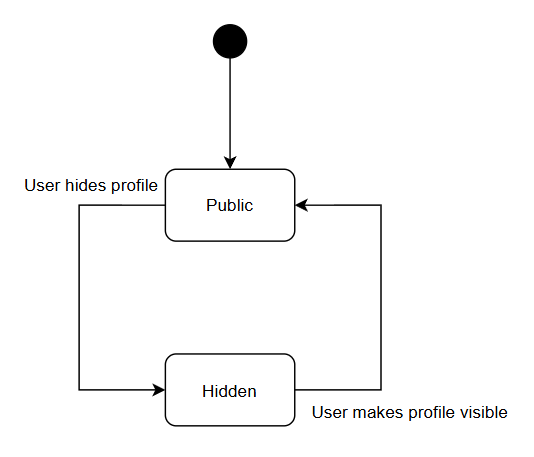 User hides profile
Public
Hidden
User makes profile visible